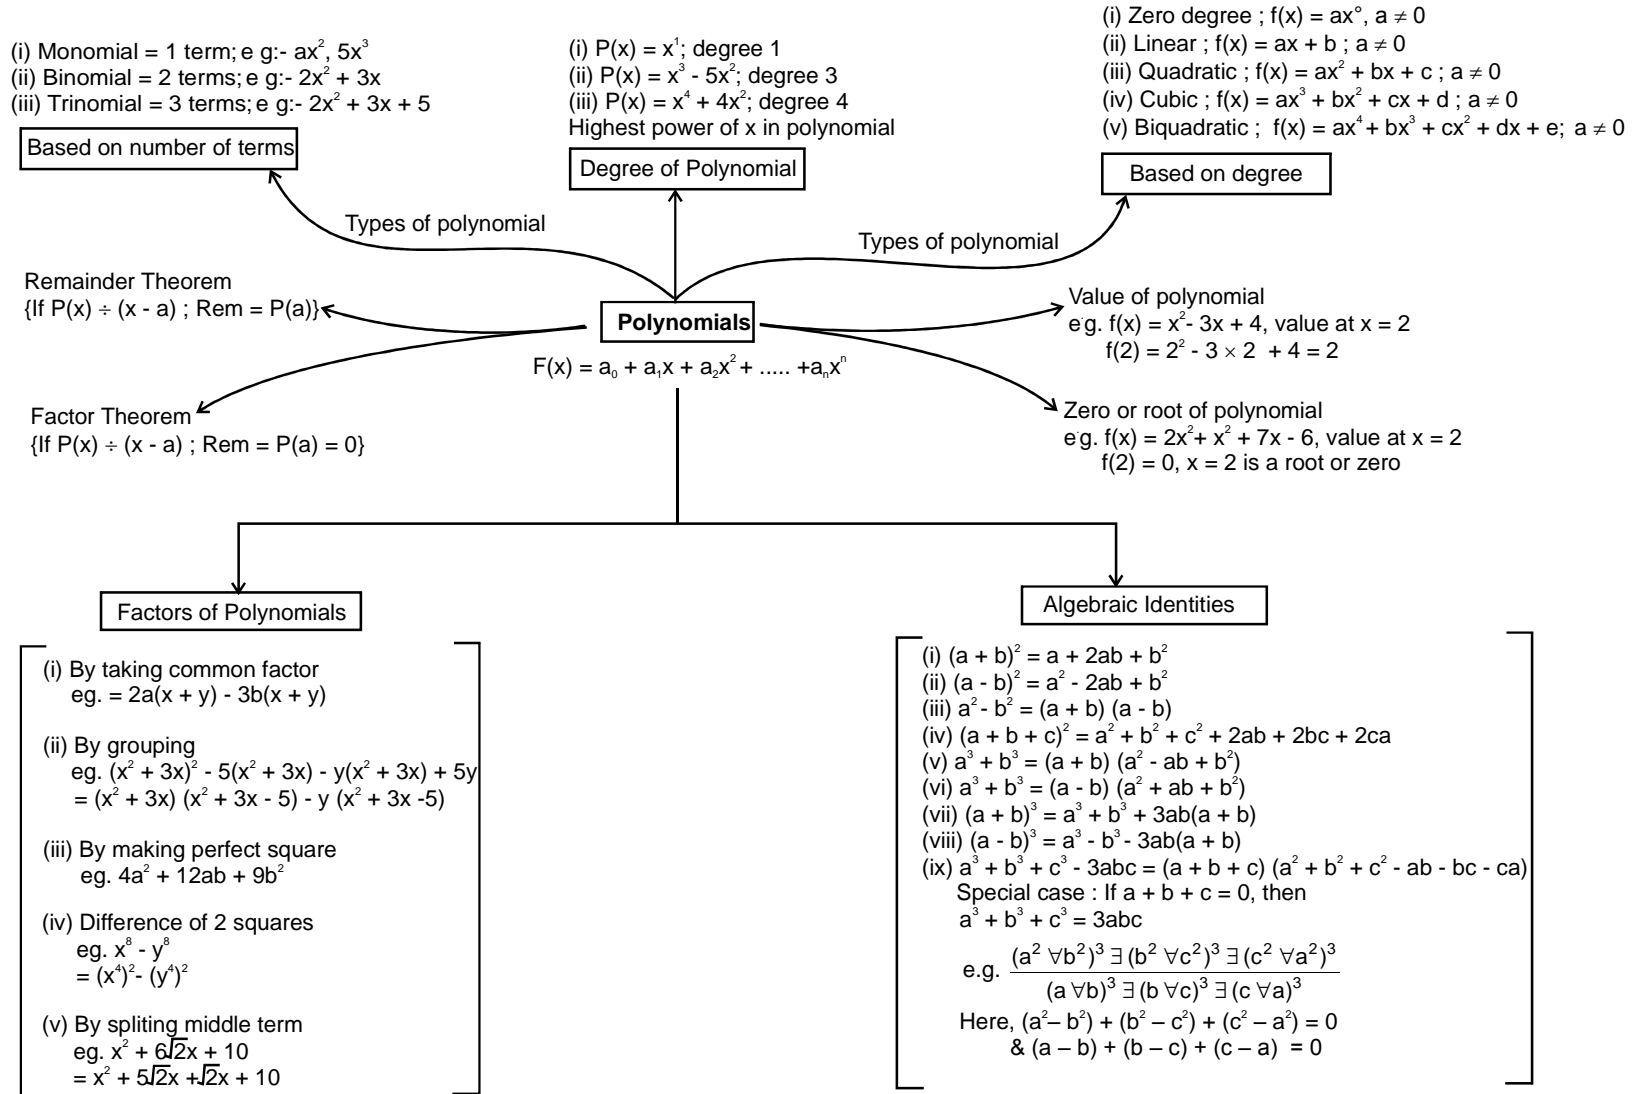 (i) Monomial = 1 term; e g:- ax², 5x³
(ii) Binomial = 2 terms; e g:- 2x² + 3x
(iii) Trinomial = 3 terms; e g:- 2x² + 3x + 5
Based on number of terms
(i) P(x) = x¹; degree 1
(ii) P(x) = x³ - 5x²; degree 3
(iii) P(x) = x⁴ + 4x²; degree 4
Highest power of x in polynomial
Degree of Polynomial
(i) Zero degree ; f(x) = ax°, a ≠ 0
(ii) Linear ; f(x) = ax + b ; a ≠ 0
(iii) Quadratic ; f(x) = ax² + bx + c ; a ≠ 0
(iv) Cubic ; f(x) = ax³ + bx² + cx + d ; a ≠ 0
(v) Biquadratic ; f(x) = ax⁴ + bx³ + cx² + dx + e; a ≠ 0
Based on degree
Types of polynomial
Types of polynomial
Remainder Theorem
{If P(x) ÷ (x - a) ; Rem = P(a)}
Polynomials
F(x) = a₀ + a₁x + a₂x² + ..... +aₙxⁿ
Value of polynomial
e.g. f(x) = x² - 3x + 4, value at x = 2
f(2) = 2² - 3 × 2 + 4 = 2
Factor Theorem
{If P(x) ÷ (x - a) ; Rem = P(a) = 0}
Zero or root of polynomial
e.g. f(x) = 2x² + x² + 7x - 6, value at x = 2
f(2) = 0, x = 2 is a root or zero
Factors of Polynomials
(i) By taking common factor
eg. = 2a(x + y) - 3b(x + y)
(ii) By grouping
eg. (x² + 3x)² - 5(x² + 3x) - y(x² + 3x) + 5y
= (x² + 3x) (x² + 3x - 5) - y (x² + 3x -5)
(iii) By making perfect square
eg. 4a² + 12ab + 9b²
(iv) Difference of 2 squares
eg. x⁸ - y⁸
= (x⁴)² - (y⁴)²
(v) By spliting middle term
eg. x² + 6√2x + 10
= x² + 5√2x + √2x + 10
Algebraic Identities
(i) (a + b)² = a + 2ab + b²
(ii) (a - b)² = a² - 2ab + b²
(iii) a² - b² = (a + b) (a - b)
(iv) (a + b + c)² = a² + b² + c² + 2ab + 2bc + 2ca
(v) a³ + b³ = (a + b) (a² - ab + b²)
(vi) a³ + b³ = (a - b) (a² + ab + b²)
(vii) (a + b)³ = a³ + b³ + 3ab(a + b)
(viii) (a - b)³ = a³ - b³ - 3ab(a + b)
(ix) a³ + b³ + c³ - 3abc = (a + b + c) (a² + b² + c² - ab - bc - ca)
Special case : If a + b + c = 0, then
a³ + b³ + c³ = 3abc
e.g. (a² ∀b²)³ ∃ (b² ∀c²)³ ∃ (c² ∀a²)³
(a ∀b)³ ∃ (b ∀c)³ ∃ (c ∀a)³
Here, (a² – b²) + (b² – c²) + (c² – a²) = 0
& (a – b) + (b – c) + (c – a) = 0